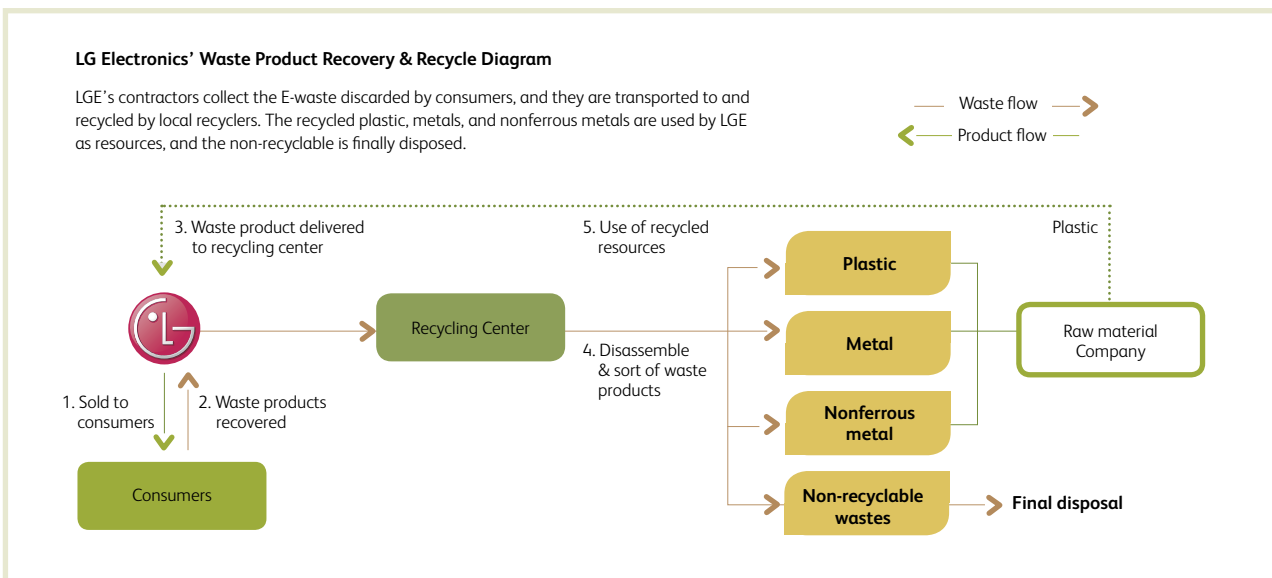 LG Electronics’ Waste Product Recovery & Recycle Diagram
LGE’s contractors collect the E-waste discarded by consumers, and they are transported to and
recycled by local recyclers. The recycled plastic, metals, and nonferrous metals are used by LGE
as resources, and the non-recyclable is finally disposed.
Waste flow
Product flow
3. Waste product delivered
to recycling center
5. Use of recycled
resources
Plastic
Plastic
LG
Recycling Center
Metal
Raw material
Company
4. Disassemble
& sort of waste
products
1. Sold to
consumers
2. Waste products
recovered
Nonferrous
metal
Consumers
Non-recyclable
wastes
Final disposal